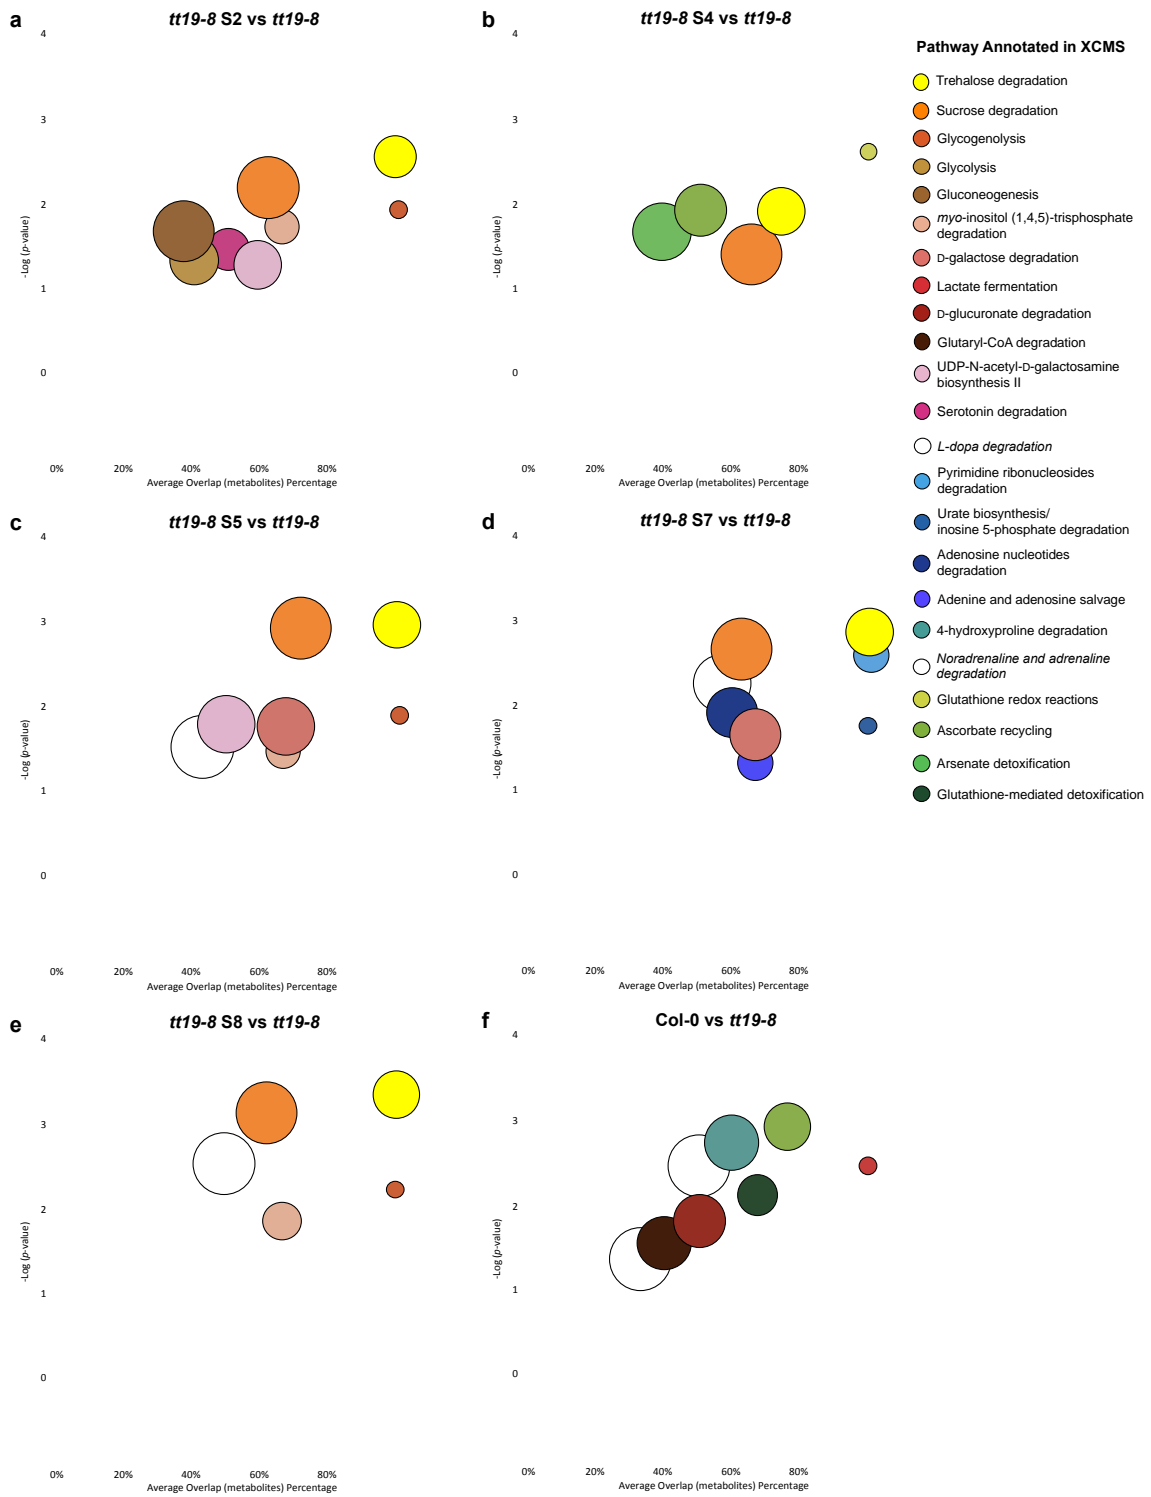 a
tt19-8 S2 vs tt19-8
4
3
2
1
0
-Log (p-value)
0%
20%
40%
60%
80%
Average Overlap (metabolites) Percentage
b
tt19-8 S4 vs tt19-8
4
3
2
1
0
-Log (p-value)
0%
20%
40%
60%
80%
Average Overlap (metabolites) Percentage
Pathway Annotated in XCMS
Trehalose degradation
Sucrose degradation
Glycogenolysis
Glycolysis
Gluconeogenesis
myo-inositol (1,4,5)-trisphosphate
degradation
D-galactose degradation
Lactate fermentation
D-glucuronate degradation
Glutaryl-CoA degradation
UDP-N-acetyl-D-galactosamine
biosynthesis II
Serotonin degradation
L-dopa degradation
Pyrimidine ribonucleosides
degradation
Urate biosynthesis/
inosine 5-phosphate degradation
Adenosine nucleotides
degradation
Adenine and adenosine salvage
4-hydroxyproline degradation
Noradrenaline and adrenaline
degradation
Glutathione redox reactions
Ascorbate recycling
Arsenate detoxification
Glutathione-mediated detoxification
c
tt19-8 S5 vs tt19-8
4
3
2
1
0
-Log (p-value)
0%
20%
40%
60%
80%
Average Overlap (metabolites) Percentage
d
tt19-8 S7 vs tt19-8
4
3
2
1
0
-Log (p-value)
0%
20%
40%
60%
80%
Average Overlap (metabolites) Percentage
e
tt19-8 S8 vs tt19-8
4
3
2
1
0
-Log (p-value)
0%
20%
40%
60%
80%
Average Overlap (metabolites) Percentage
f
Col-0 vs tt19-8
4
3
2
1
0
-Log (p-value)
0%
20%
40%
60%
80%
Average Overlap (metabolites) Percentage